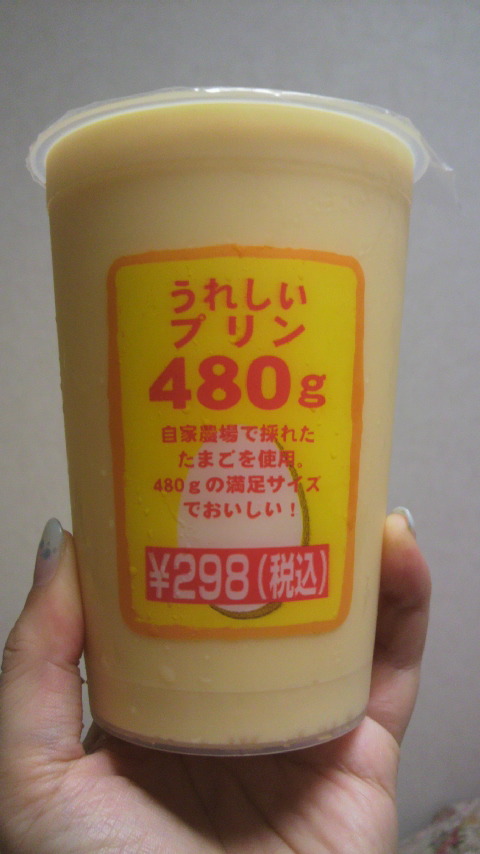 うれしい
プリン
480g
自家農場で採れた
たまごを使用。
480gの満足サイズ
でおいしい！
¥298(税込)